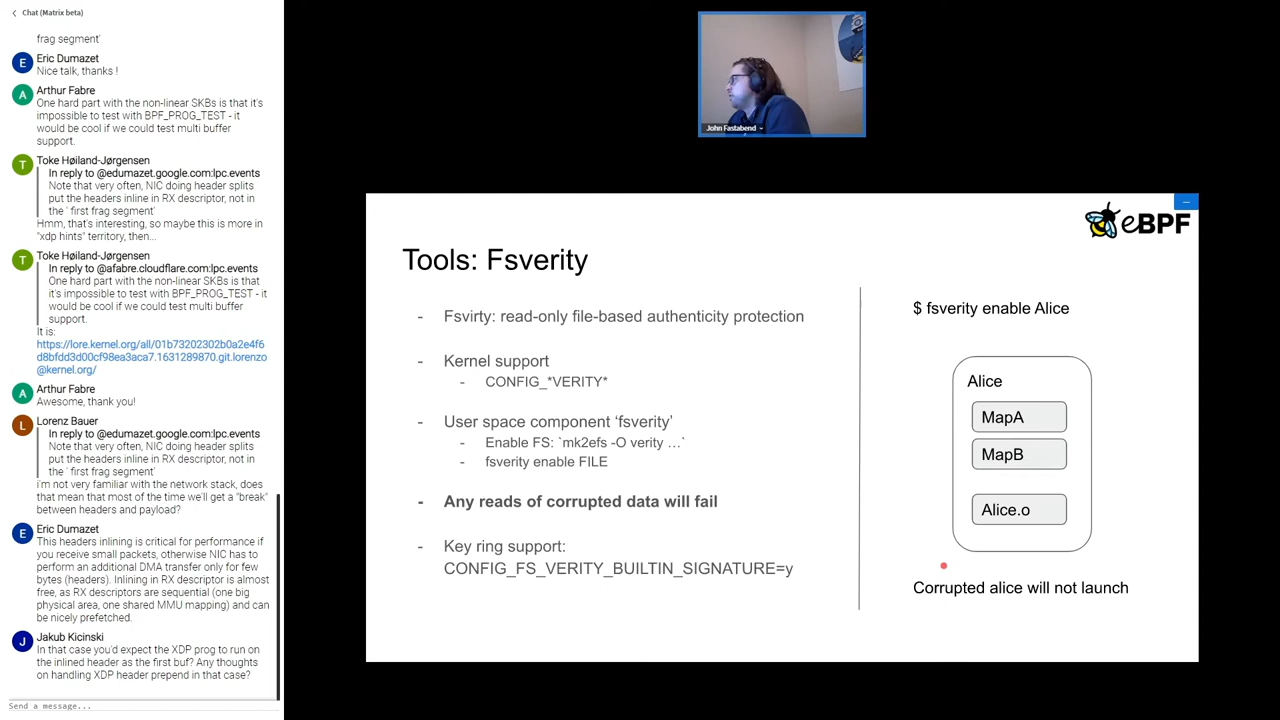 Chat (Matrix beta)
frag segment'
E
Eric Dumazet
Nice talk, thanks !
A
Arthur Fabre
One hard part with the non-linear SKBs is that it's
impossible to test with BPF_PROG_TEST - it
would be cool if we could test multi buffer
support.
T
Toke Høiland-Jørgensen
In reply to @edumazet.google.com:lpc.events
Note that very often, NIC doing header splits
put the headers inline in RX descriptor, not in
the ' first frag segment'
Hmm, that's interesting, so maybe this is more in
"xdp hints" territory, then...
T
Toke Høiland-Jørgensen
In reply to @afabre.cloudflare.com:lpc.events
One hard part with the non-linear SKBs is that
it's impossible to test with BPF_PROG_TEST - it
would be cool if we could test multi buffer
support.
It is:
https://lore.kernel.org/all/01b73202302b0a2e4f6
d8bfdd3d00cf98ea3aca7.1631289870.git.lorenzo
@kernel.org/
A
Arthur Fabre
Awesome, thank you!
L
Lorenz Bauer
In reply to @edumazet.google.com:lpc.events
Note that very often, NIC doing header splits
put the headers inline in RX descriptor, not in
the ' first frag segment'
i'm not very familiar with the network stack, does
that mean that most of the time we'll get a "break"
between headers and payload?
E
Eric Dumazet
This headers inlining is critical for performance if
you receive small packets, otherwise NIC has to
perform an additional DMA transfer only for few
bytes (headers). Inlining in RX descriptor is almost
free, as RX descriptors are sequential (one big
physical area, one shared MMU mapping) and can
be nicely prefetched.
J
Jakub Kicinski
In that case you'd expect the XDP prog to run on
the inlined header as the first buf? Any thoughts
on handling XDP header prepend in that case?
Send a message...
John Fastabend
eBPF
Tools: Fsverity
- Fsvirty: read-only file-based authenticity protection
- Kernel support
- CONFIG_*VERITY*
- User space component ‘fsverity’
- Enable FS: `mk2efs -O verity …`
- fsverity enable FILE
- Any reads of corrupted data will fail
- Key ring support:
CONFIG_FS_VERITY_BUILTIN_SIGNATURE=y
$ fsverity enable Alice
Alice
MapA
MapB
Alice.o
Corrupted alice will not launch